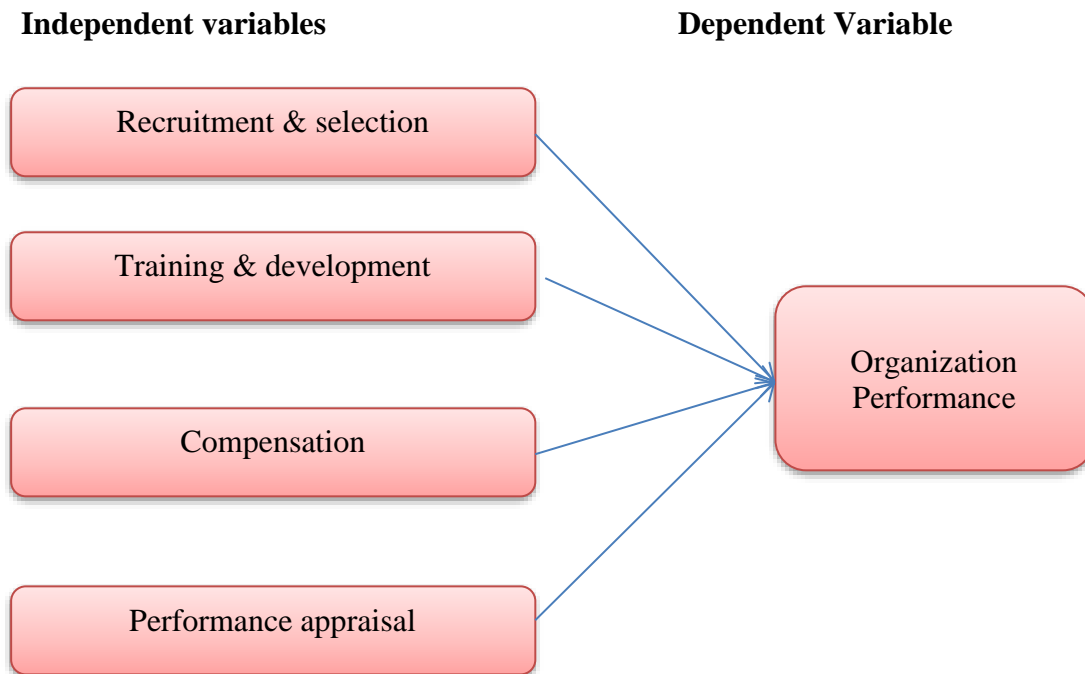 Independent variables
Dependent Variable
Recruitment & selection
Training & development
Organization
Performance
Compensation
Performance appraisal